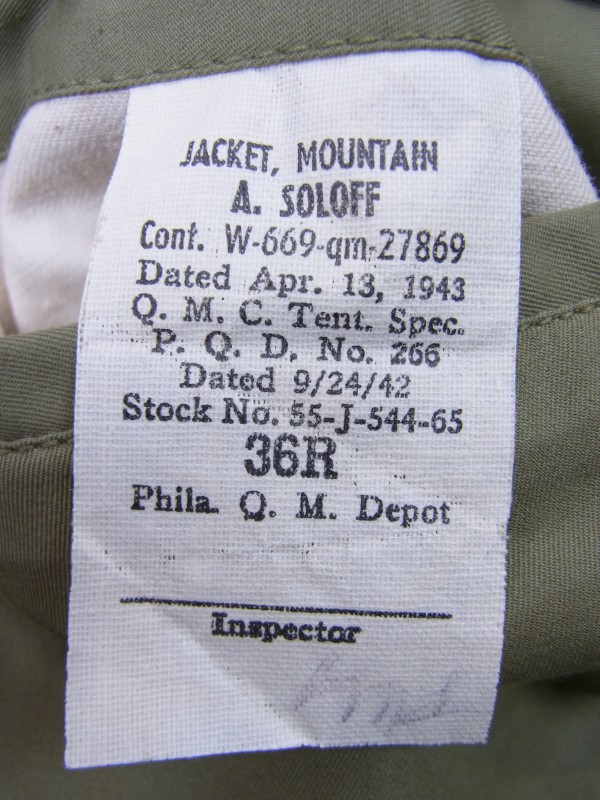 JACKET, MOUNTAIN
A. SOLOFF
Cont. W-669-qm-27869
Dated Apr. 13, 1943
Q. M. C. Tent. Spec.
P. Q. D. No. 266
Dated 9/24/42
Stock No. 55-J-544-65
36R
Phila. Q. M. Depot
Inspector